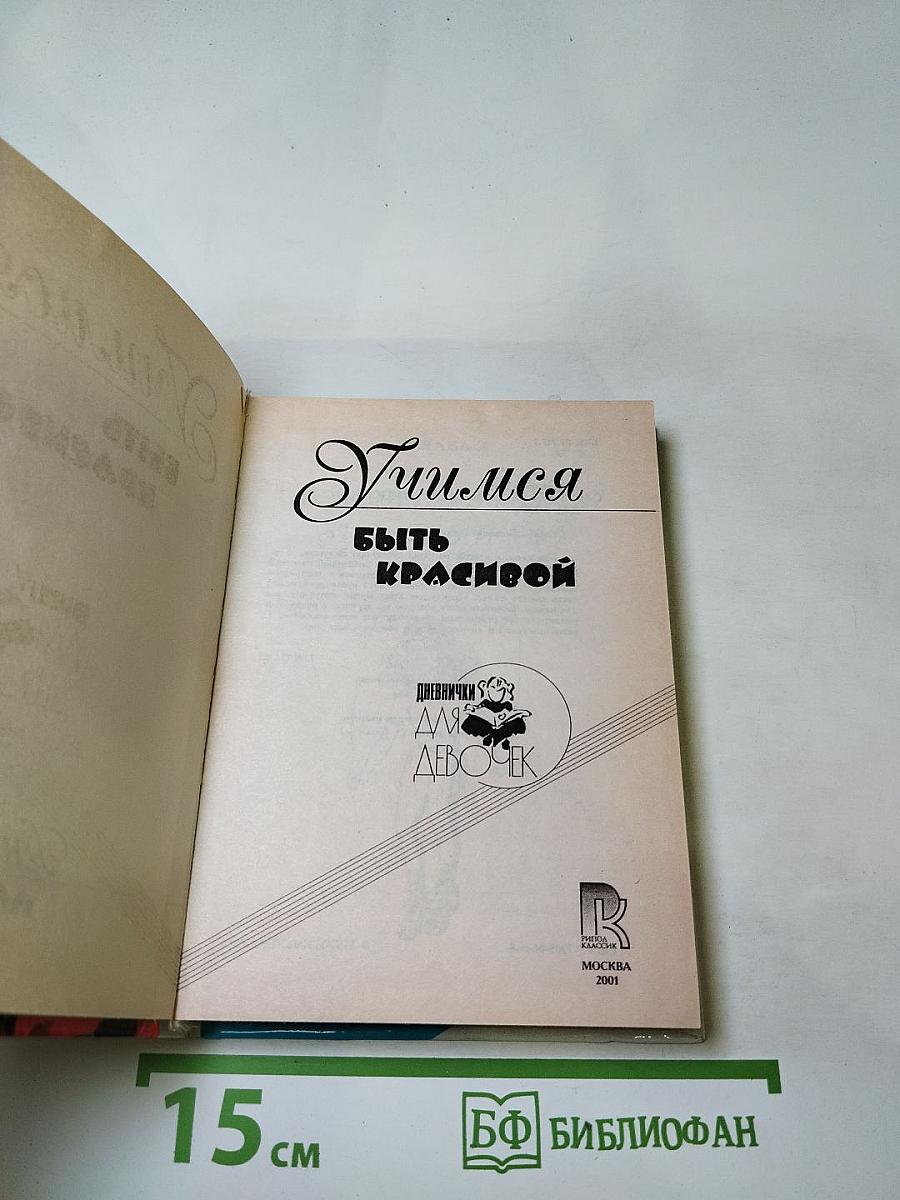 Учимся
БЫТЬ
КРАСИВОЙ
ДНЕВНИЧКИ
ДЛЯ
ДЕВОЧЕК
РИПОЛ
КЛАССИК
МОСКВА
2001
15 см
БФ БИБЛИОФАН